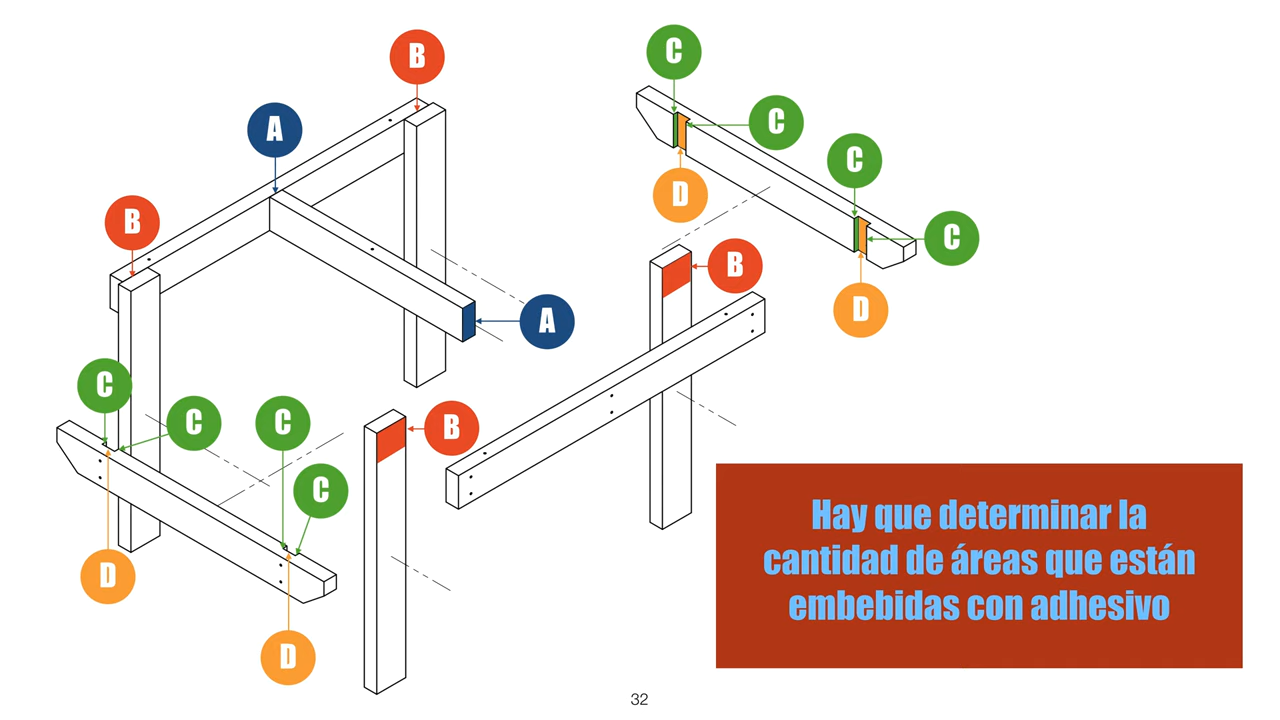 B
C
A
C
C
D
B
C
B
D
A
C
C
C
B
C
D
D
Hay que determinar la
cantidad de áreas que están
embebidas con adhesivo
32